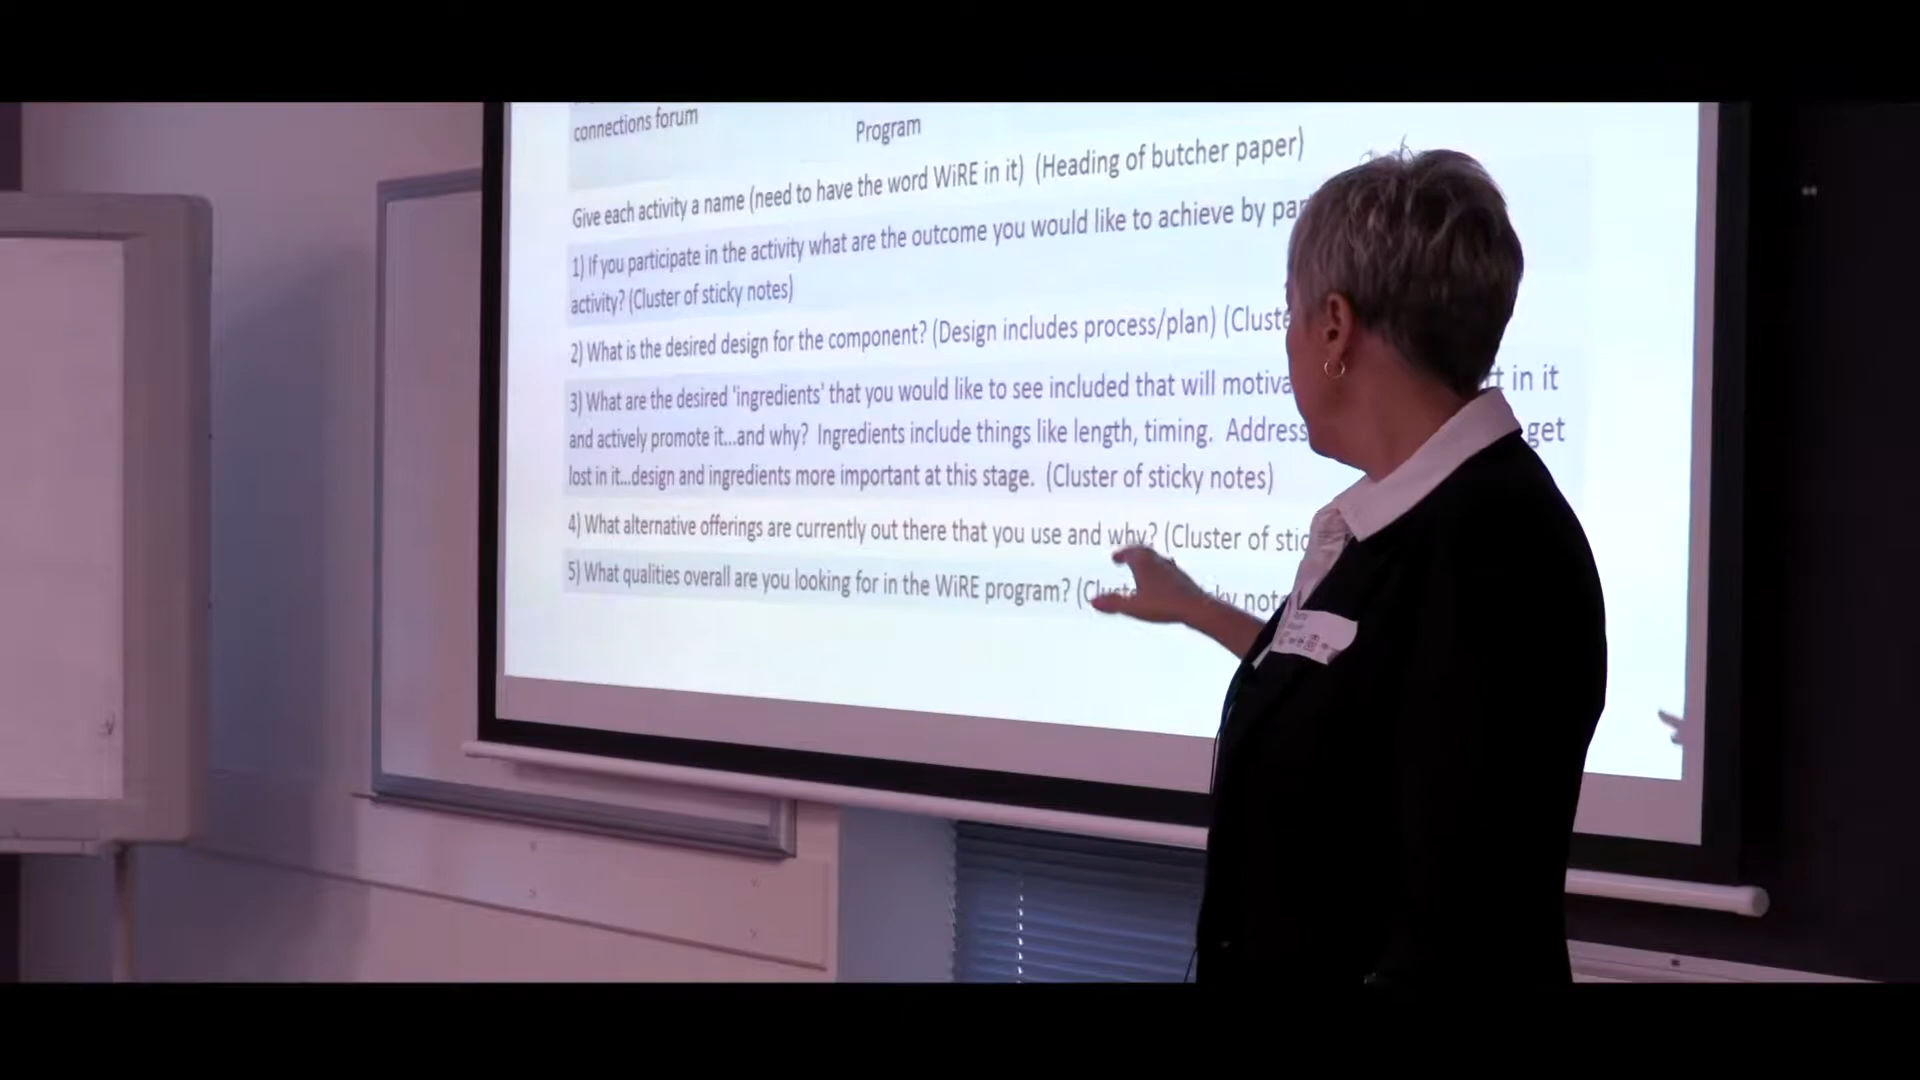 connections forum
Program
Give each activity a name (need to have the word WiRE in it) (Heading of butcher paper)
1) If you participate in the activity what are the outcome you would like to achieve by
activity? (Cluster of sticky notes)
2) What is the desired design for the component? (Design includes process/plan)
3) What are the desired 'ingredients' that you would like to see included that will in it
and actively promote it...and why? Ingredients include things like length, timing. get
lost in it...design and ingredients more important at this stage. (Cluster of sticky notes)
4) What alternative offerings are currently out there that you use and why? (Cluster of
5) What qualities overall are you looking for in the WiRE program?